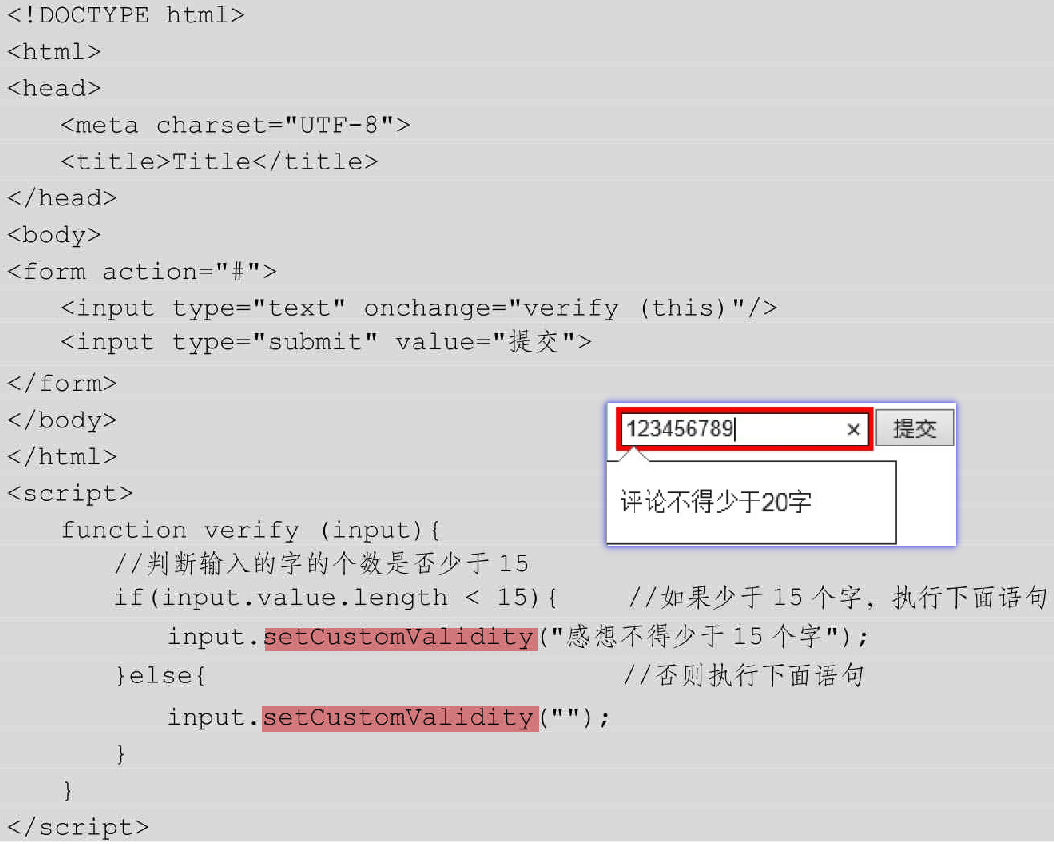 <!DOCTYPE html>
<html>
<head>
<meta charset="UTF-8">
<title>Title</title>
</head>
<body>
<form action="#">
<input type="text" onchange="verify (this)"/>
<input type="submit" value="提交">
</form>
</body>
</html>
<script>
function verify (input){
//判断输入的字的个数是否少于 15
if(input.value.length < 15){ //如果少于 15 个字，执行下面语句
input.setCustomValidity("感想不得少于 15 个字");
}else{ //否则执行下面语句
input.setCustomValidity("");
}
}
</script>
123456789 × 提交
评论不得少于20字